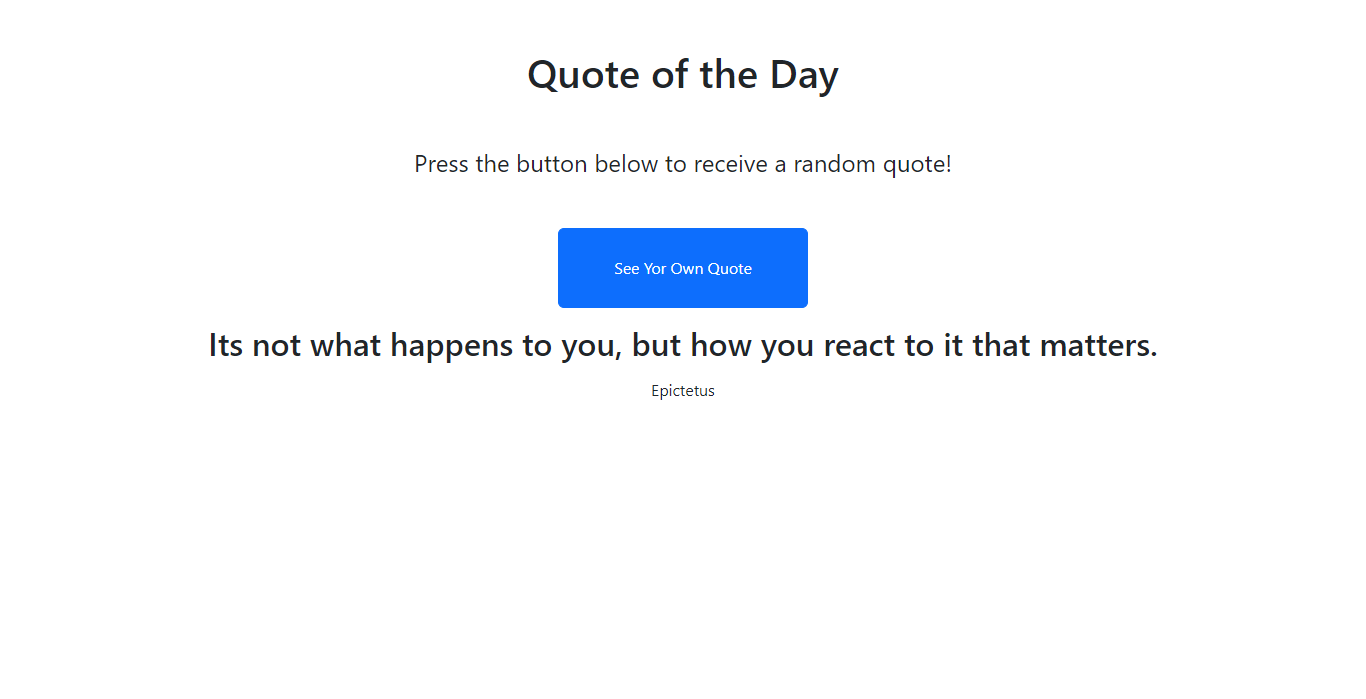 Quote of the Day
Press the button below to receive a random quote!
See Yor Own Quote
Its not what happens to you, but how you react to it that matters.
Epictetus